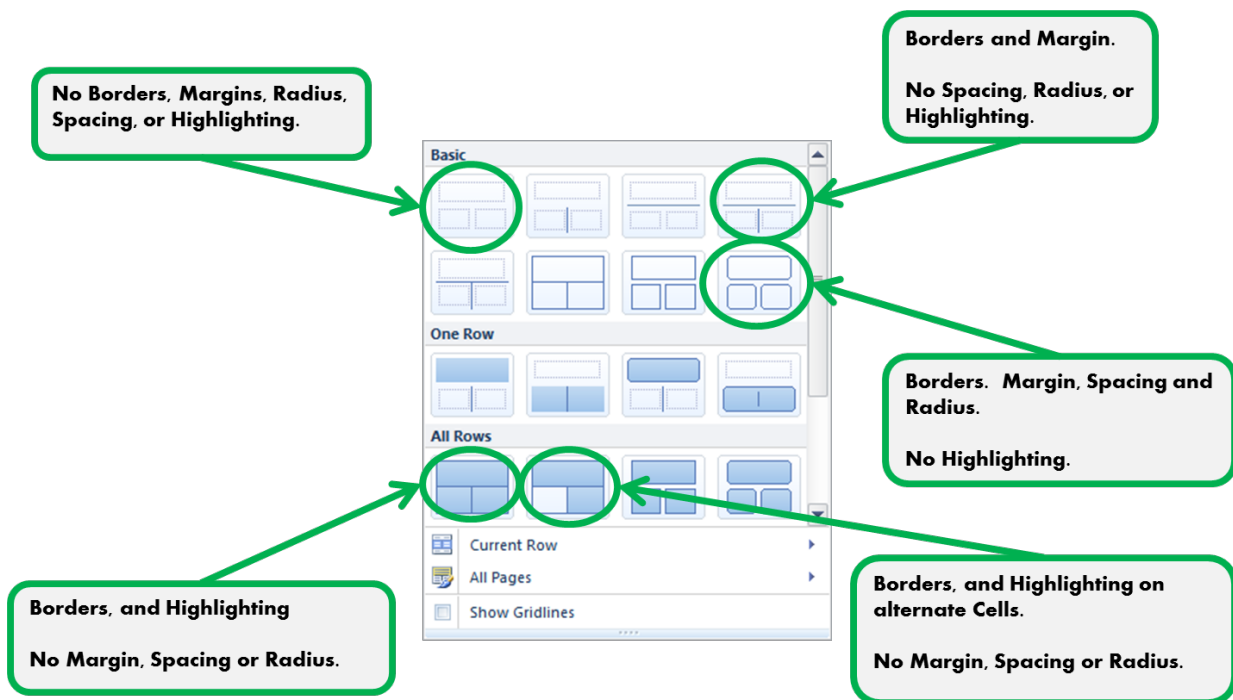 Borders and Margin.
No Spacing, Radius, or
Highlighting.
No Borders, Margins, Radius,
Spacing, or Highlighting.
Basic
One Row
All Rows
Current Row
All Pages
Show Gridlines
Borders.  Margin, Spacing and
Radius.
No Highlighting.
Borders, and Highlighting
No Margin, Spacing or Radius.
Borders, and Highlighting on
alternate Cells.
No Margin, Spacing or Radius.